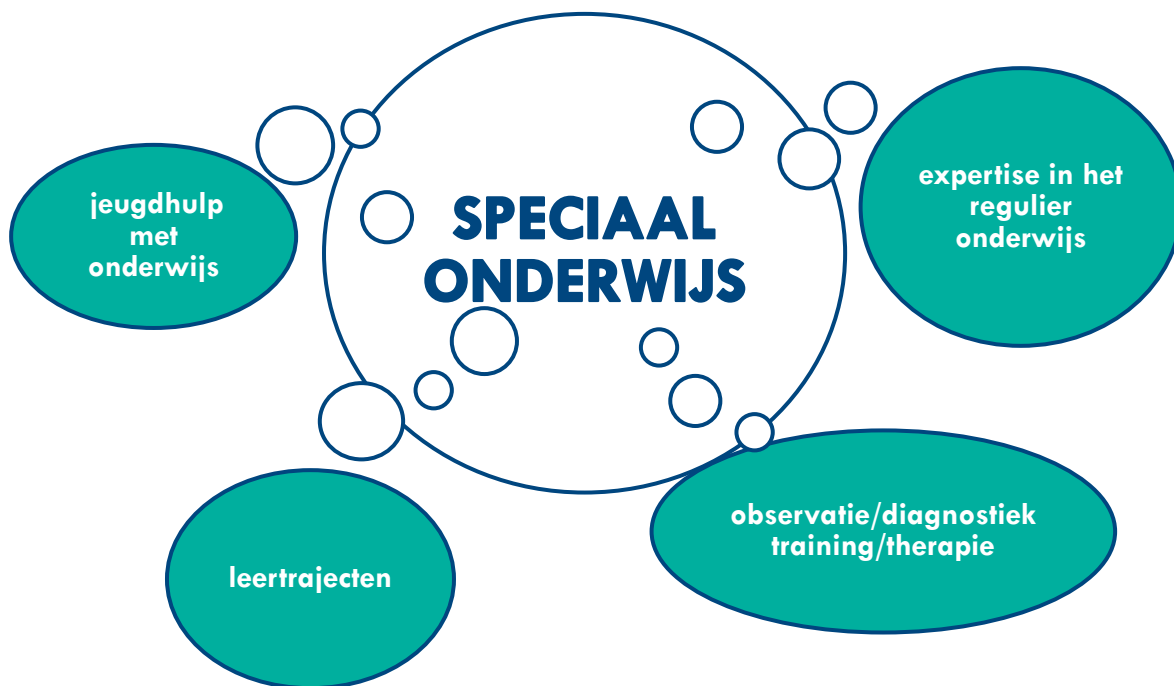 SPECIAAL
ONDERWIJS
jeugdhulp
met
onderwijs
expertise in het
regulier
onderwijs
leertrajecten
observatie/diagnostiek
training/therapie